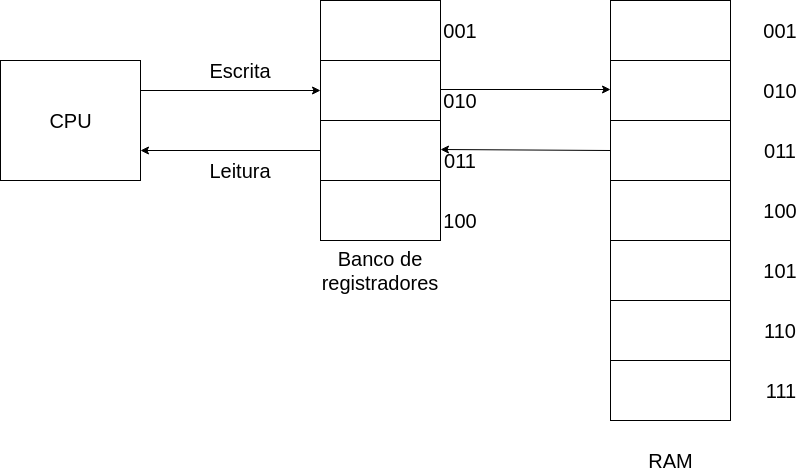 CPU
Escrita
Leitura
001
010
011
100
Banco de
registradores
001
010
011
100
101
110
111
RAM